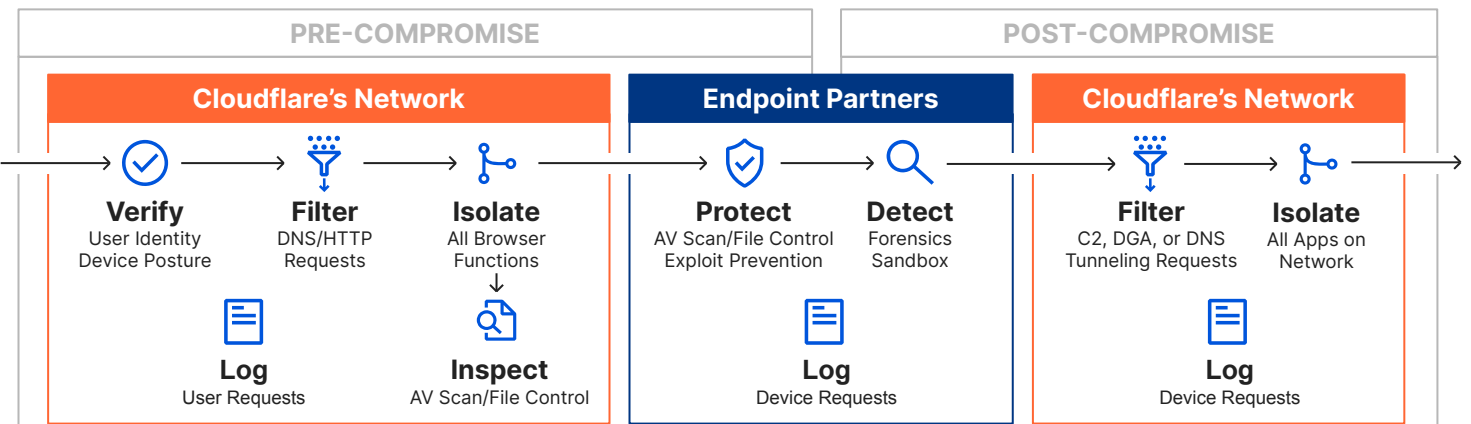 PRE-COMPROMISE
POST-COMPROMISE
Cloudflare’s Network
Endpoint Partners
Cloudflare’s Network
Verify
User Identity
Device Posture
Filter
DNS/HTTP
Requests
Isolate
All Browser
Functions
Log
User Requests
Inspect
AV Scan/File Control
Protect
AV Scan/File Control
Exploit Prevention
Detect
Forensics
Sandbox
Log
Device Requests
Filter
C2, DGA, or DNS
Tunneling Requests
Isolate
All Apps on
Network
Log
Device Requests